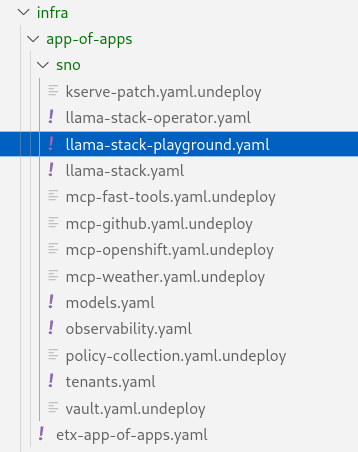 infra
app-of-apps
sno
kserve-patch.yaml.undeploy
! llama-stack-operator.yaml
! llama-stack-playground.yaml
! llama-stack.yaml
mcp-fast-tools.yaml.undeploy
mcp-github.yaml.undeploy
mcp-openshift.yaml.undeploy
mcp-weather.yaml.undeploy
! models.yaml
! observability.yaml
policy-collection.yaml.undeploy
! tenants.yaml
vault.yaml.undeploy
! etx-app-of-apps.yaml